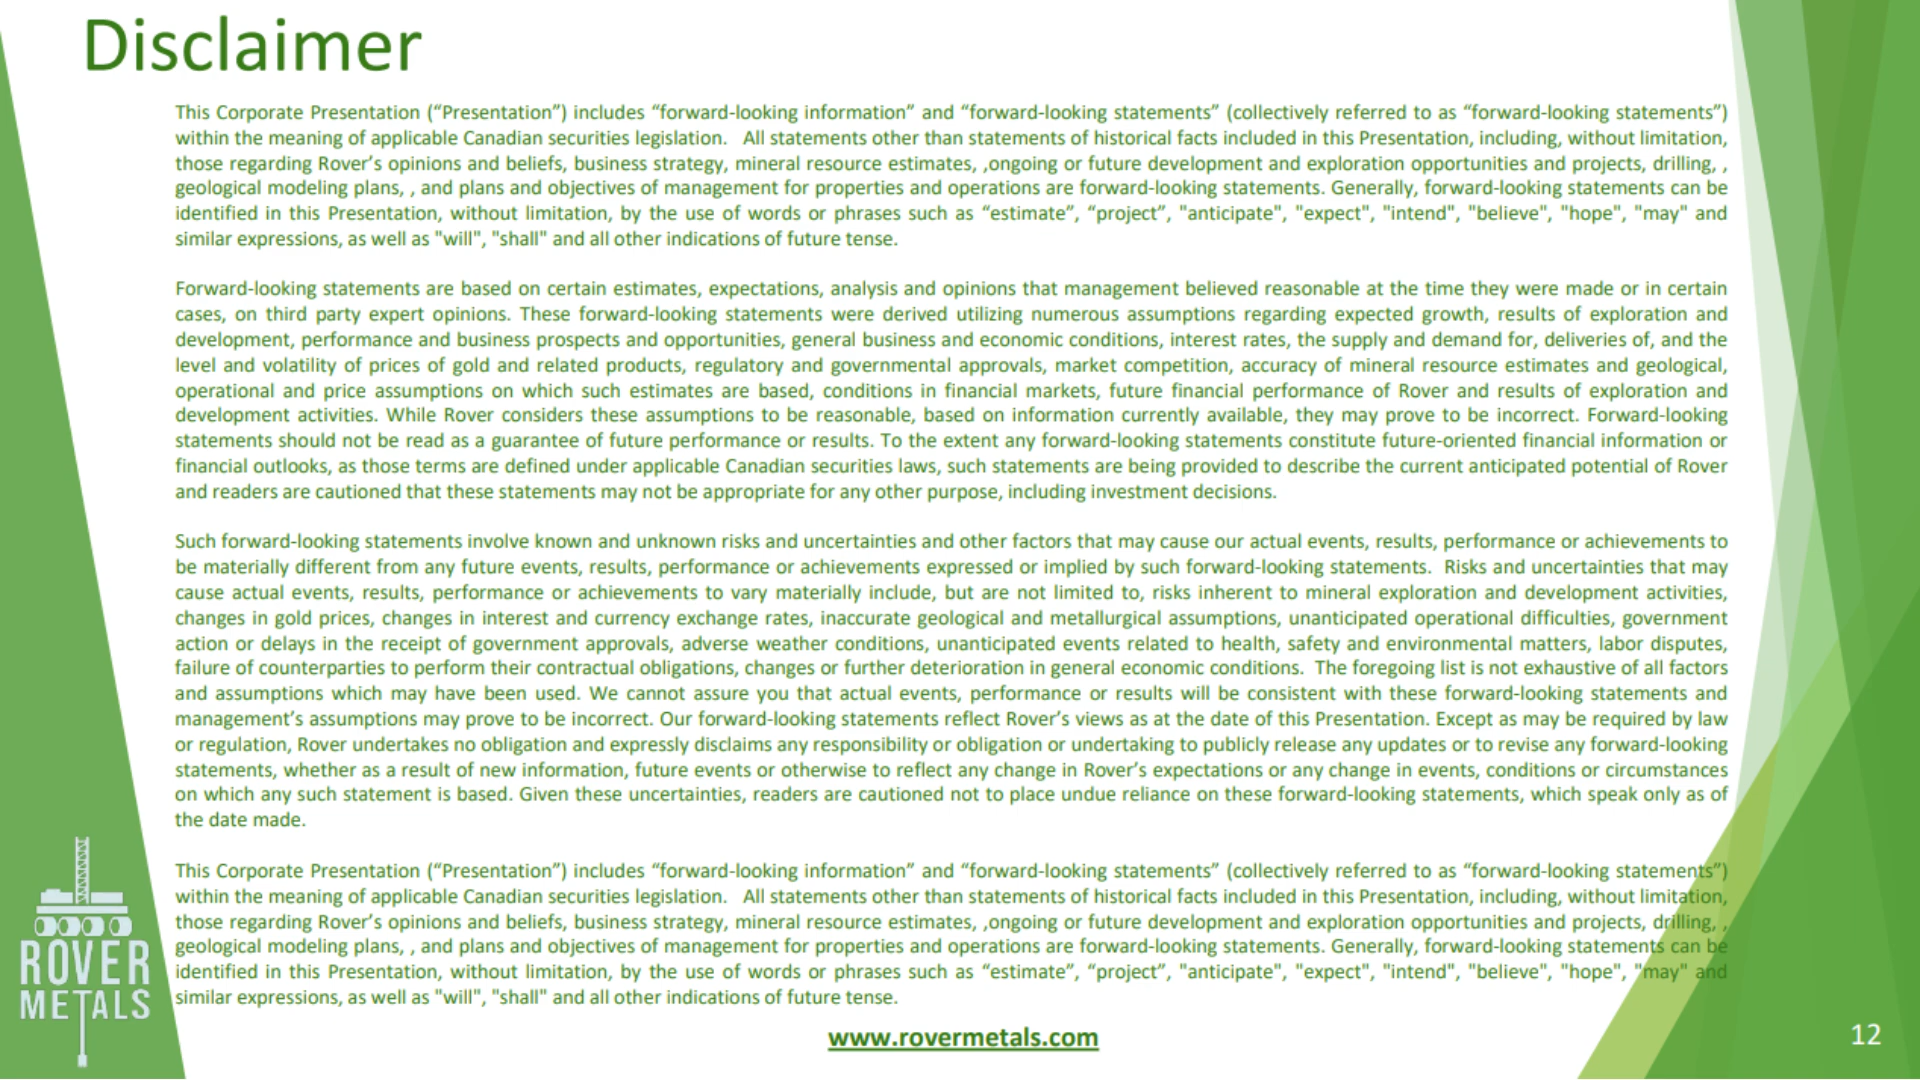 Disclaimer
This Corporate Presentation (“Presentation”) includes “forward-looking information” and “forward-looking statements” (collectively referred to as “forward-looking statements”)
within the meaning of applicable Canadian securities legislation.   All statements other than statements of historical facts included in this Presentation, including, without limitation,
those regarding Rover’s opinions and beliefs, business strategy, mineral resource estimates, ,ongoing or future development and exploration opportunities and projects, drilling, ,
geological modeling plans, , and plans and objectives of management for properties and operations are forward-looking statements. Generally, forward-looking statements can be
identified in this Presentation, without limitation, by the use of words or phrases such as “estimate”, “project”, "anticipate", "expect", "intend", "believe", "hope", "may" and
similar expressions, as well as "will", "shall" and all other indications of future tense.
Forward-looking statements are based on certain estimates, expectations, analysis and opinions that management believed reasonable at the time they were made or in certain
cases, on third party expert opinions. These forward-looking statements were derived utilizing numerous assumptions regarding expected growth, results of exploration and
development, performance and business prospects and opportunities, general business and economic conditions, interest rates, the supply and demand for, deliveries of, and the
level and volatility of prices of gold and related products, regulatory and governmental approvals, market competition, accuracy of mineral resource estimates and geological,
operational and price assumptions on which such estimates are based, conditions in financial markets, future financial performance of Rover and results of exploration and
development activities. While Rover considers these assumptions to be reasonable, based on information currently available, they may prove to be incorrect. Forward-looking
statements should not be read as a guarantee of future performance or results. To the extent any forward-looking statements constitute future-oriented financial information or
financial outlooks, as those terms are defined under applicable Canadian securities laws, such statements are being provided to describe the current anticipated potential of Rover
and readers are cautioned that these statements may not be appropriate for any other purpose, including investment decisions.
Such forward-looking statements involve known and unknown risks and uncertainties and other factors that may cause our actual events, results, performance or achievements to
be materially different from any future events, results, performance or achievements expressed or implied by such forward-looking statements.  Risks and uncertainties that may
cause actual events, results, performance or achievements to vary materially include, but are not limited to, risks inherent to mineral exploration and development activities,
changes in gold prices, changes in interest and currency exchange rates, inaccurate geological and metallurgical assumptions, unanticipated operational difficulties, government
action or delays in the receipt of government approvals, adverse weather conditions, unanticipated events related to health, safety and environmental matters, labor disputes,
failure of counterparties to perform their contractual obligations, changes or further deterioration in general economic conditions.  The foregoing list is not exhaustive of all factors
and assumptions which may have been used. We cannot assure you that actual events, performance or results will be consistent with these forward-looking statements and
management’s assumptions may prove to be incorrect. Our forward-looking statements reflect Rover’s views as at the date of this Presentation. Except as may be required by law
or regulation, Rover undertakes no obligation and expressly disclaims any responsibility or obligation or undertaking to publicly release any updates or to revise any forward-looking
statements, whether as a result of new information, future events or otherwise to reflect any change in Rover’s expectations or any change in events, conditions or circumstances
on which any such statement is based. Given these uncertainties, readers are cautioned not to place undue reliance on these forward-looking statements, which speak only as of
the date made.
This Corporate Presentation (“Presentation”) includes “forward-looking information” and “forward-looking statements” (collectively referred to as “forward-looking statements”)
within the meaning of applicable Canadian securities legislation.   All statements other than statements of historical facts included in this Presentation, including, without limitation,
those regarding Rover’s opinions and beliefs, business strategy, mineral resource estimates, ,ongoing or future development and exploration opportunities and projects, drilling, ,
geological modeling plans, , and plans and objectives of management for properties and operations are forward-looking statements. Generally, forward-looking statements can be
identified in this Presentation, without limitation, by the use of words or phrases such as “estimate”, “project”, "anticipate", "expect", "intend", "believe", "hope", "may" and
similar expressions, as well as "will", "shall" and all other indications of future tense.
ROVER
METALS
www.rovermetals.com
12